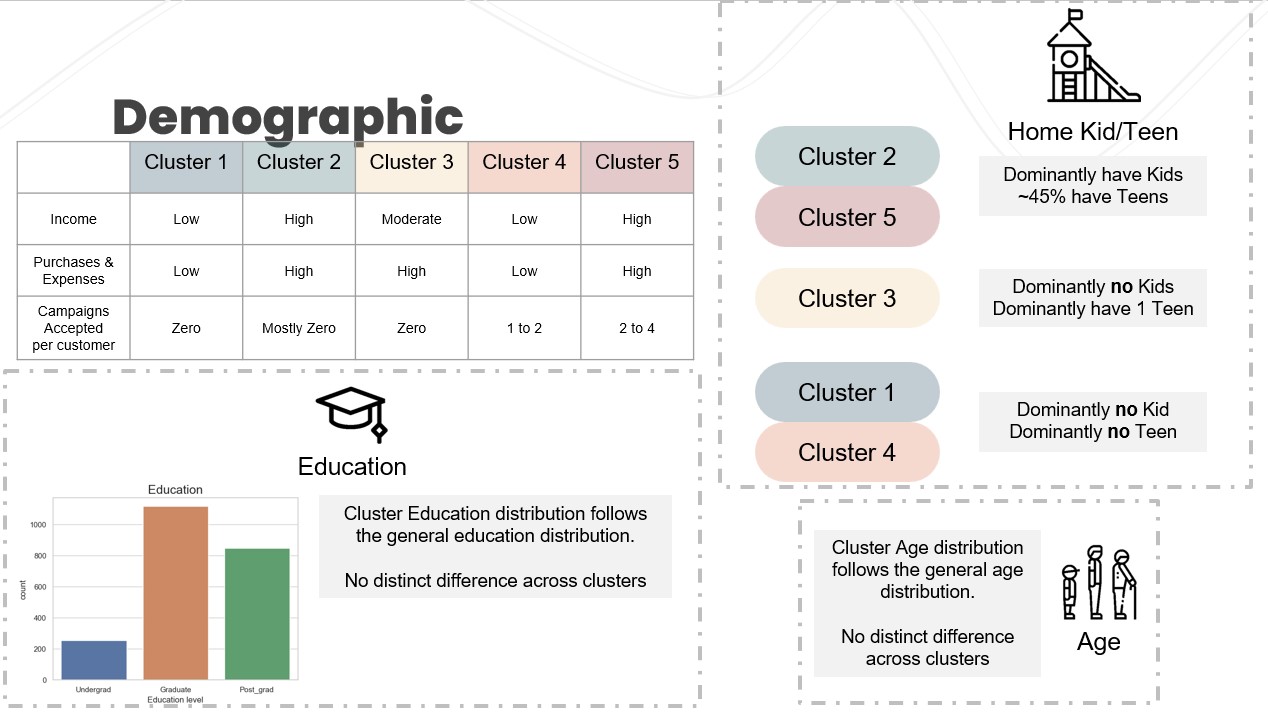 Demographic
Cluster 1 Cluster 2 Cluster 3 Cluster 4 Cluster 5
Income Low High Moderate Low High
Purchases &
Expenses Low High High Low High
Campaigns
Accepted
per customer Zero Mostly Zero Zero 1 to 2 2 to 4
Education
Education
1000
800
600
400
200
0
count
Undergrad Graduate Post_grad
Education level
Cluster Education distribution follows
the general education distribution.
No distinct difference across clusters
Home Kid/Teen
Cluster 2
Cluster 5
Dominantly have Kids
~45% have Teens
Cluster 3
Dominantly no Kids
Dominantly have 1 Teen
Cluster 1
Cluster 4
Dominantly no Kid
Dominantly no Teen
Cluster Age distribution
follows the general age
distribution.
No distinct difference
across clusters
Age